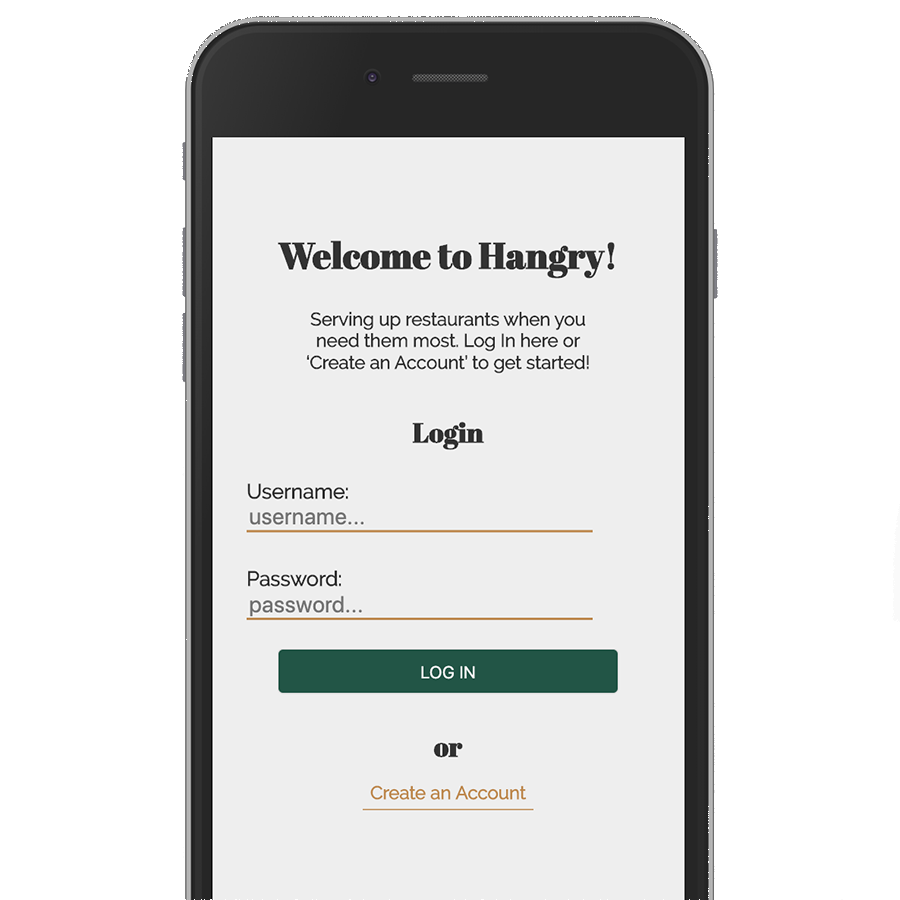 Welcome to Hangry!
Serving up restaurants when you
need them most. Log In here or
‘Create an Account’ to get started!
Login
Username:
username...
Password:
password...
LOG IN
or
Create an Account